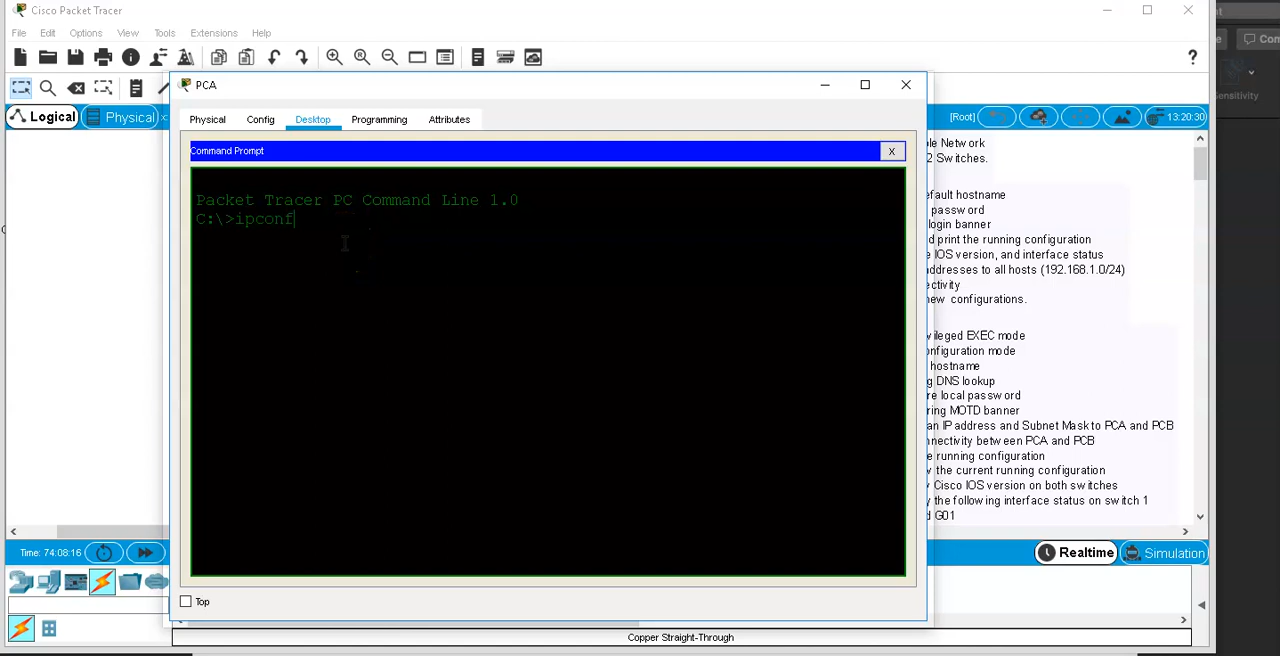 Cisco Packet Tracer
File Edit Options View Tools Extensions Help
?
PCA
Logical
Physical
[Root]
13:20:30
Physical Config Desktop Programming Attributes
Command Prompt
X
Packet Tracer PC Command Line 1.0
C:\>ipconf
Network
2 Switches.
efault hostname
password
login banner
d print the running configuration
IOS version, and interface status
addresses to all hosts (192.168.1.0/24)
ectivity
new configurations.
vileged EXEC mode
onfiguration mode
hostname
g DNS lookup
re local password
ring MOTD banner
an IP address and Subnet Mask to PCA and PCB
nnectivity between PCA and PCB
e running configuration
y the current running configuration
y Cisco IOS version on both switches
y the following interface status on switch 1
d G01
Time: 74:08:16
Realtime
Simulation
Top
Copper Straight-Through
Com
ensitivity